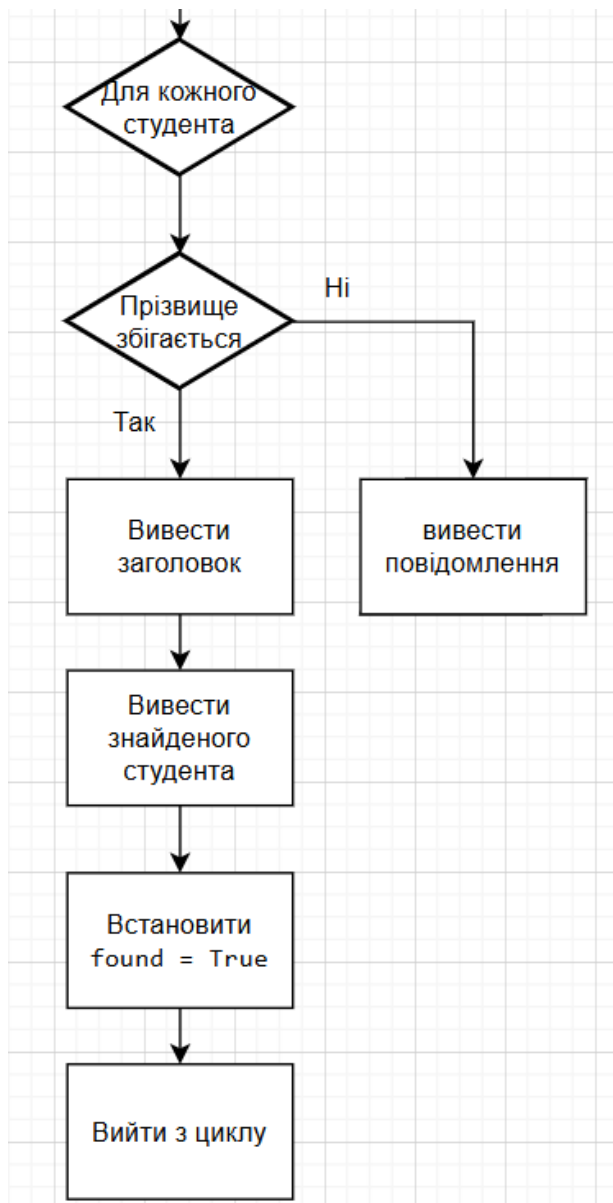 Для кожного
студента
Прізвище
збігається
Ні
Так
Вивести
заголовок
вивести
повідомлення
Вивести
знайденого
студента
Встановити
found = True
Вийти з циклу